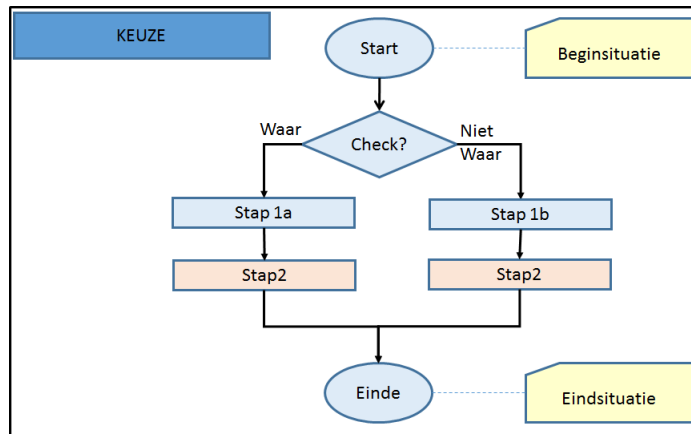 KEUZE
Start
Beginsituatie
Waar
Check?
Niet
Waar
Stap 1a
Stap 1b
Stap2
Stap2
Einde
Eindsituatie